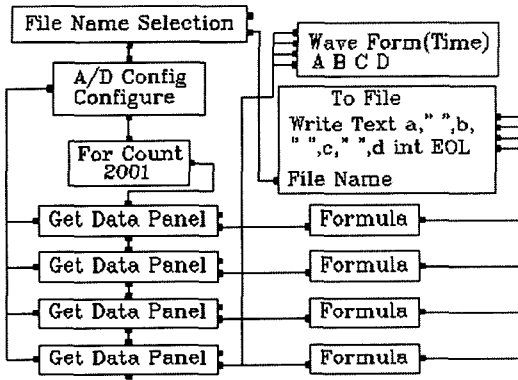 File Name Selection
Wave Form(Time)
A B C D
A/D Config
Configure
To File
Write Text a," ",b,
" ",c," ",d int EOL
File Name
For Count
2001
Get Data Panel
Formula
Get Data Panel
Formula
Get Data Panel
Formula
Get Data Panel
Formula